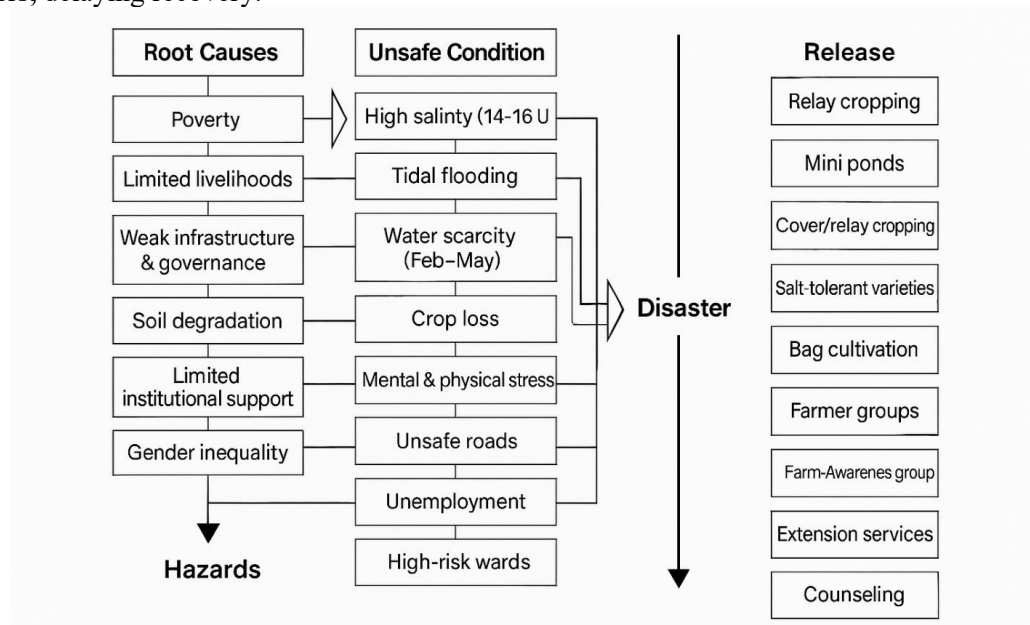 ers, delaying recovery.
Root Causes
Poverty
Limited livelihoods
Weak infrastructure
& governance
Soil degradation
Limited
institutional support
Gender inequality
Hazards
Unsafe Condition
High salinty (14-16 U
Tidal flooding
Water scarcity
(Feb–May)
Crop loss
Mental & physical stress
Unsafe roads
Unemployment
High-risk wards
Disaster
Release
Relay cropping
Mini ponds
Cover/relay cropping
Salt-tolerant varieties
Bag cultivation
Farmer groups
Farm-Awarenes group
Extension services
Counseling